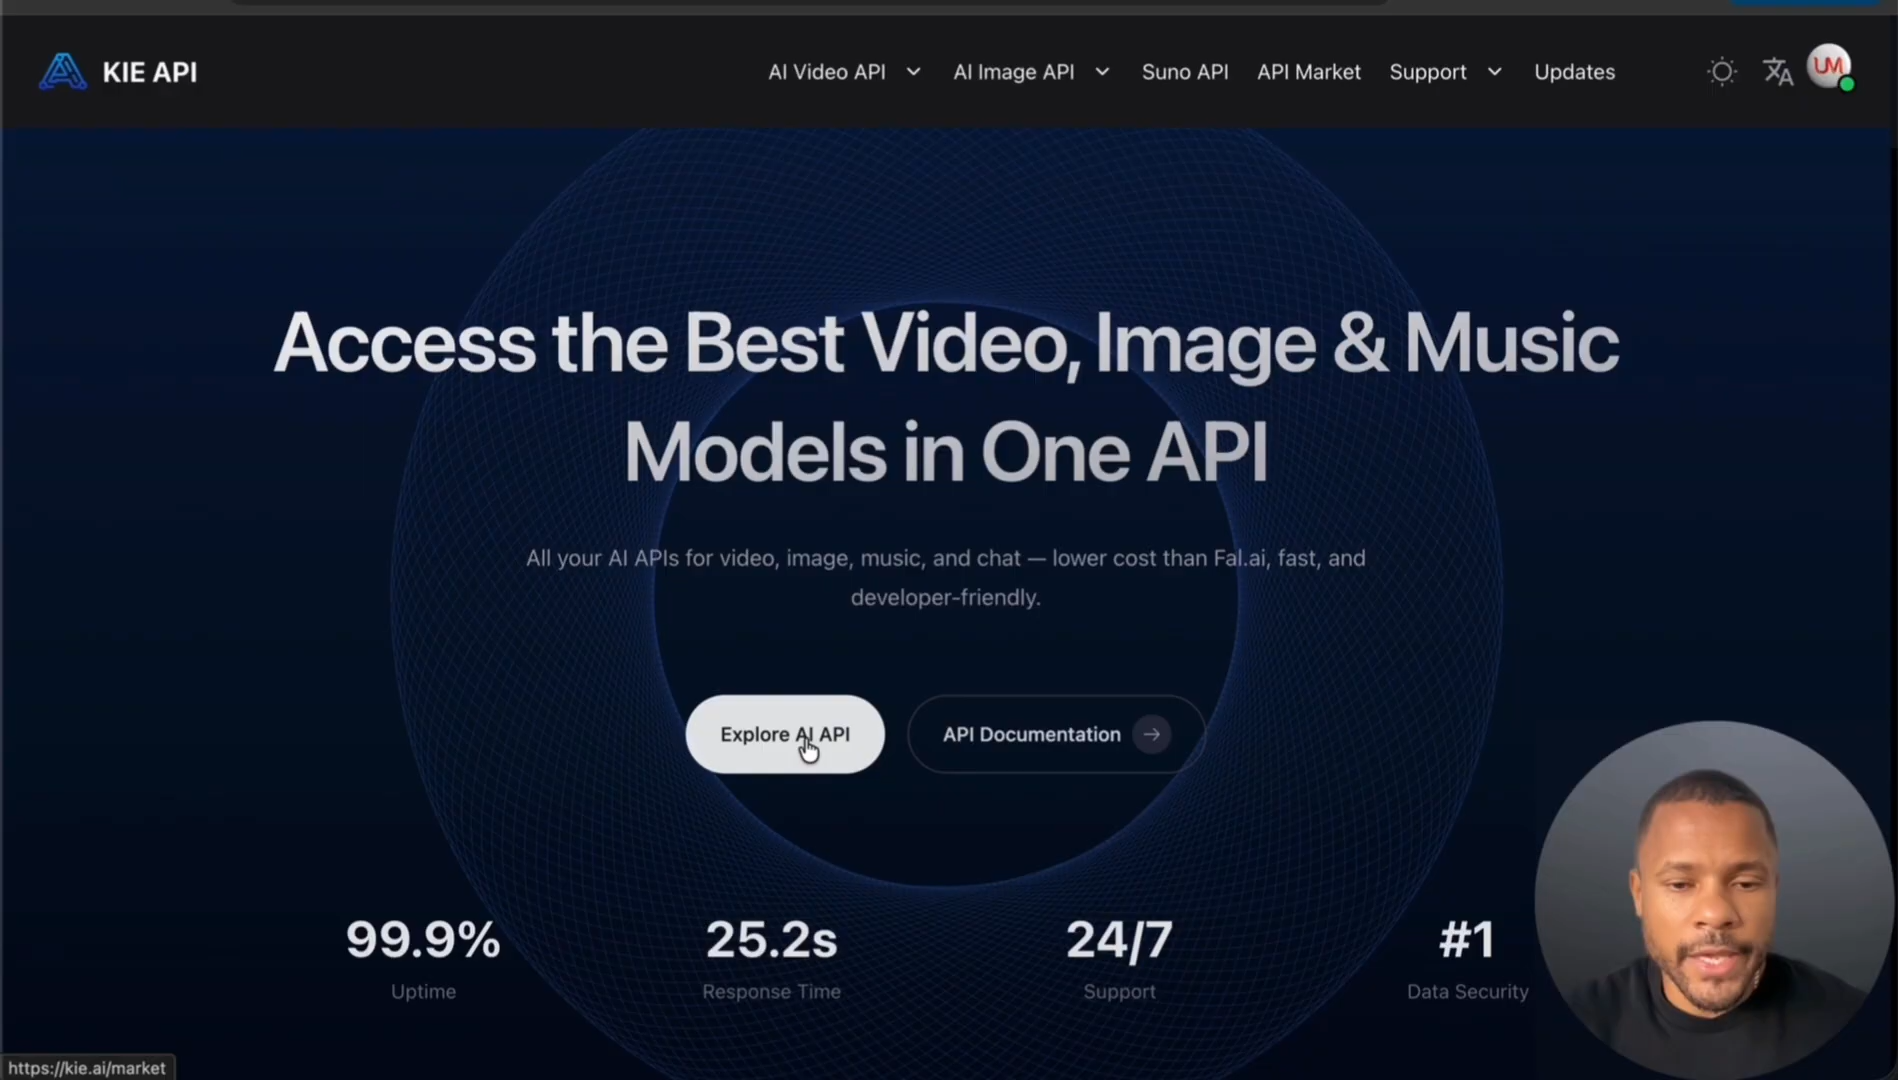 KIE API
AI Video API
AI Image API
Suno API
API Market
Support
Updates
UM
Access the Best Video, Image & Music
Models in One API
All your AI APIs for video, image, music, and chat — lower cost than Fal.ai, fast, and
developer-friendly.
Explore AI API
API Documentation
99.9%
25.2s
24/7
#1
Uptime
Response Time
Support
Data Security
https://kie.ai/market